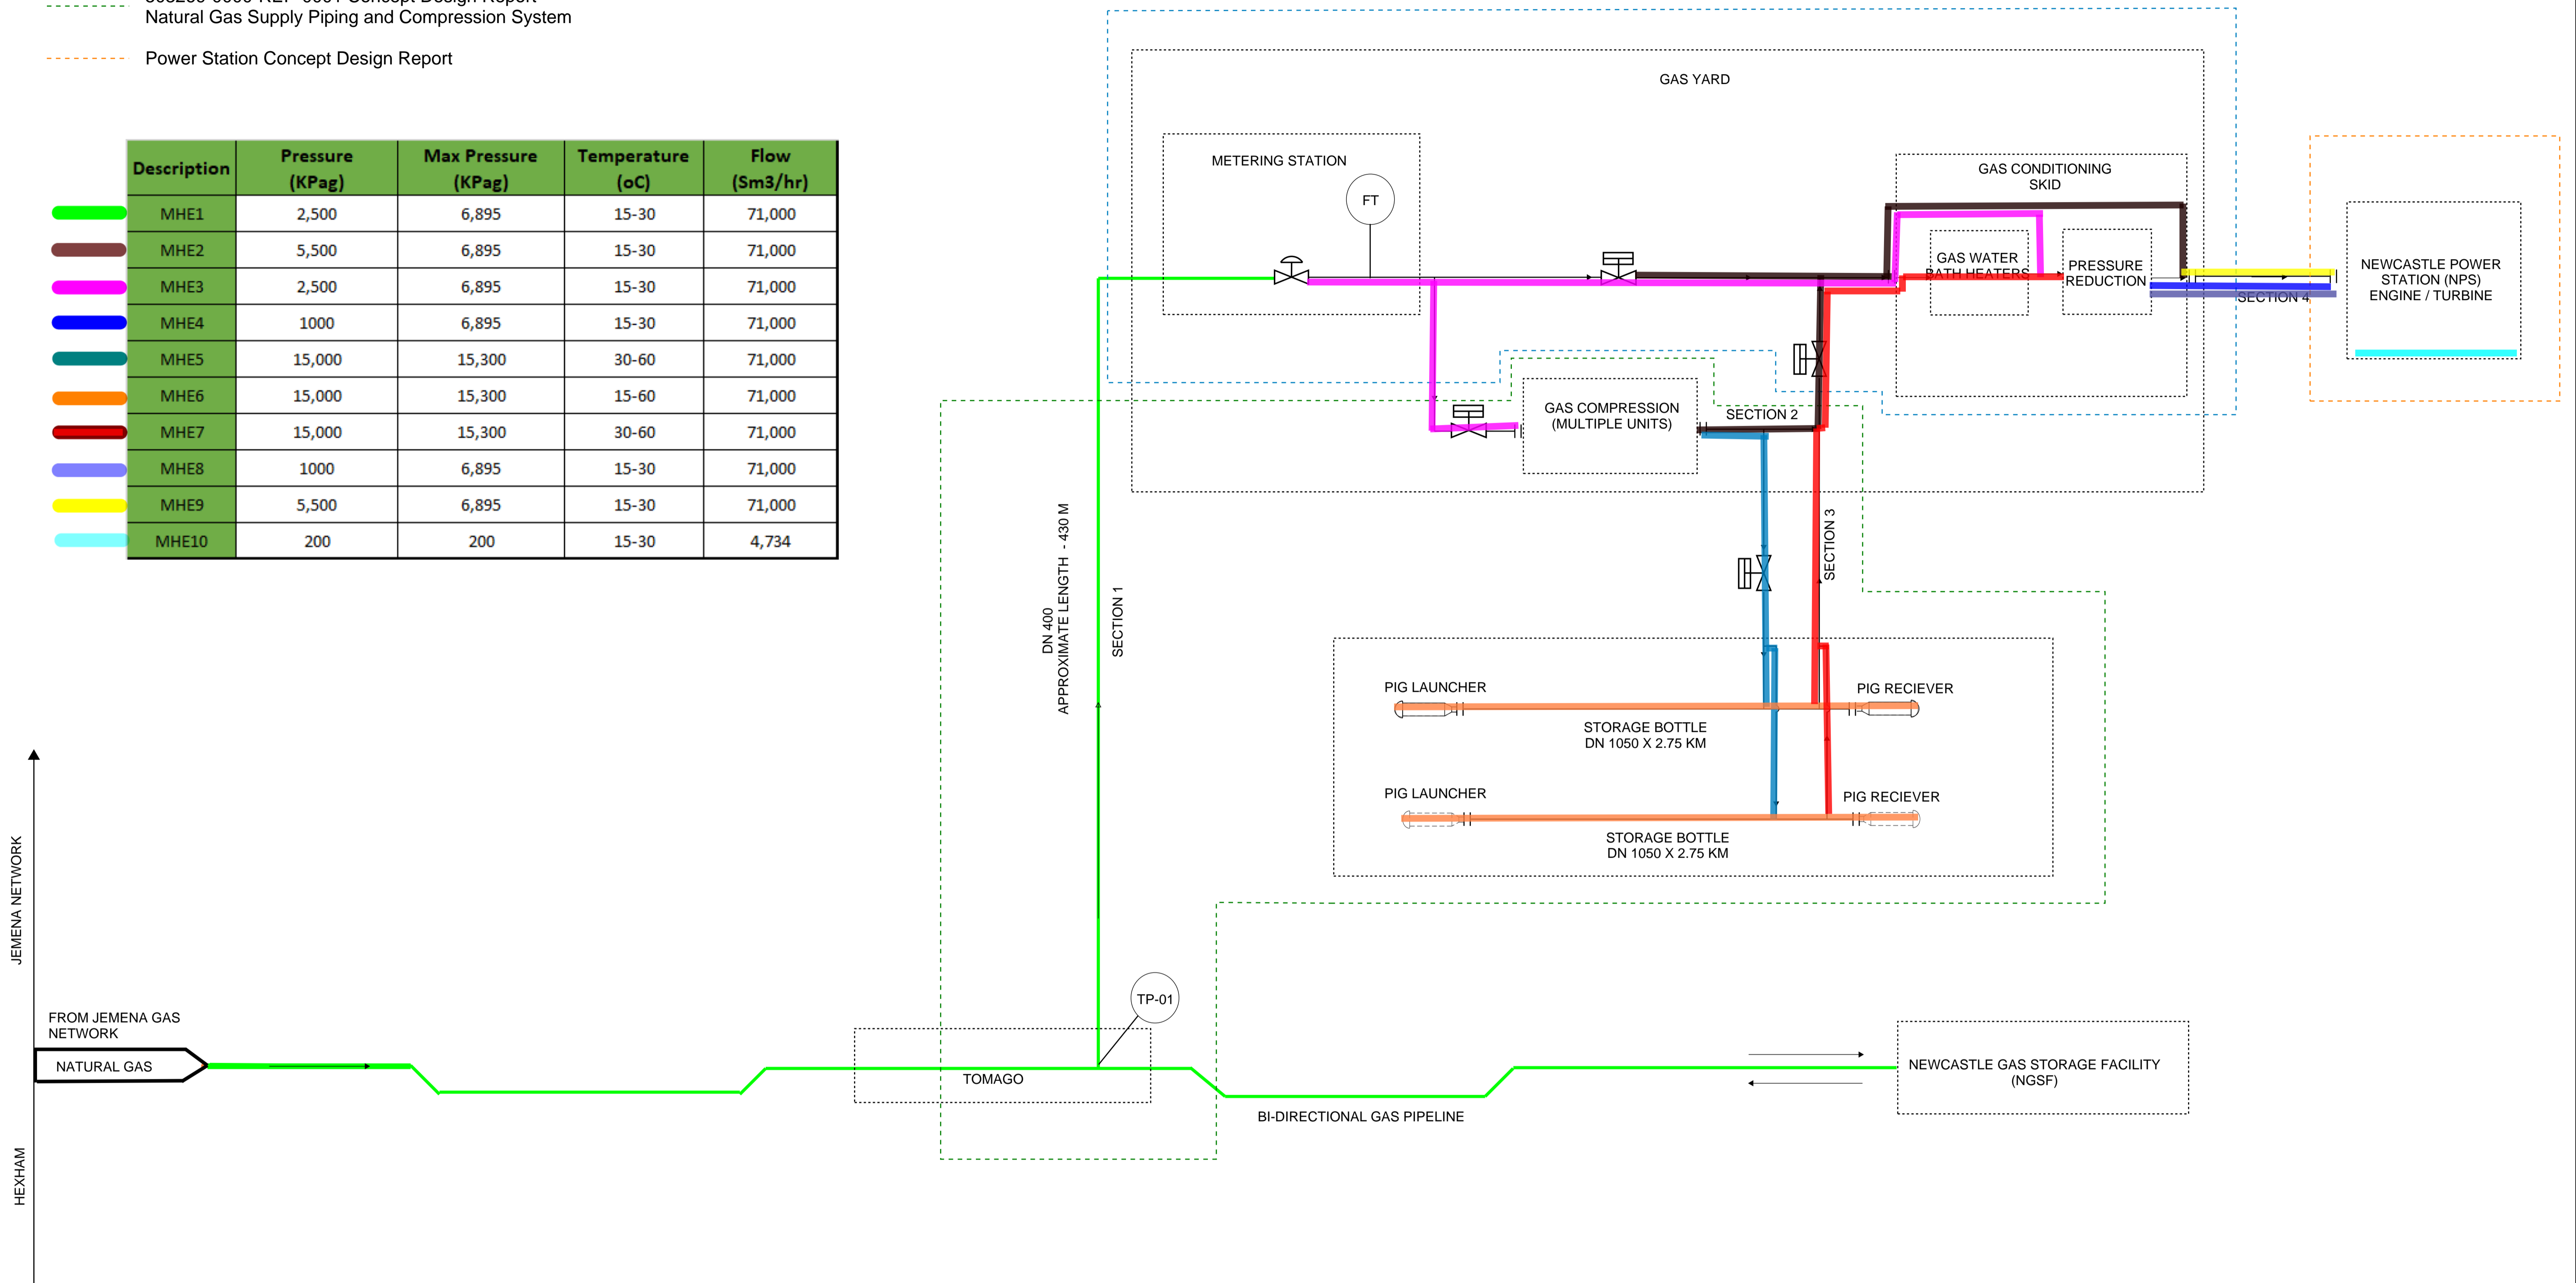 Natural Gas Supply Piping and Compression System
Power Station Concept Design Report
Description Pressure (KPag) Max Pressure (KPag) Temperature (oC) Flow (Sm3/hr)
MHE1 2,500 6,895 15-30 71,000
MHE2 5,500 6,895 15-30 71,000
MHE3 2,500 6,895 15-30 71,000
MHE4 1000 6,895 15-30 71,000
MHE5 15,000 15,300 30-60 71,000
MHE6 15,000 15,300 15-60 71,000
MHE7 15,000 15,300 30-60 71,000
MHE8 1000 6,895 15-30 71,000
MHE9 5,500 6,895 15-30 71,000
MHE10 200 200 15-30 4,734
GAS YARD
METERING STATION
FT
GAS CONDITIONING
SKID
GAS WATER
BATH HEATERS
PRESSURE
REDUCTION
SECTION 4
NEWCASTLE POWER
STATION (NPS)
ENGINE / TURBINE
GAS COMPRESSION
(MULTIPLE UNITS)
SECTION 2
SECTION 3
DN 400
APPROXIMATE LENGTH - 430 M
SECTION 1
PIG LAUNCHER
PIG RECIEVER
STORAGE BOTTLE
DN 1050 X 2.75 KM
PIG LAUNCHER
PIG RECIEVER
STORAGE BOTTLE
DN 1050 X 2.75 KM
JEMENA NETWORK
HEXHAM
FROM JEMENA GAS
NETWORK
NATURAL GAS
TP-01
TOMAGO
BI-DIRECTIONAL GAS PIPELINE
NEWCASTLE GAS STORAGE FACILITY
(NGSF)